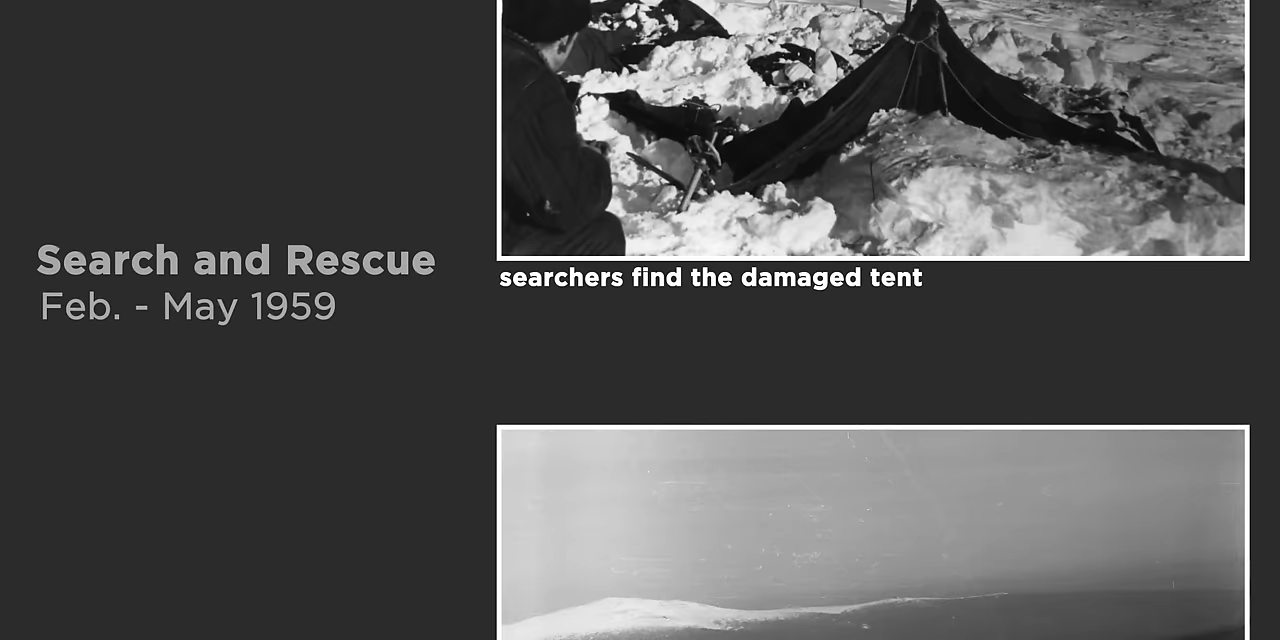 Search and Rescue
Feb. - May 1959
searchers find the damaged tent